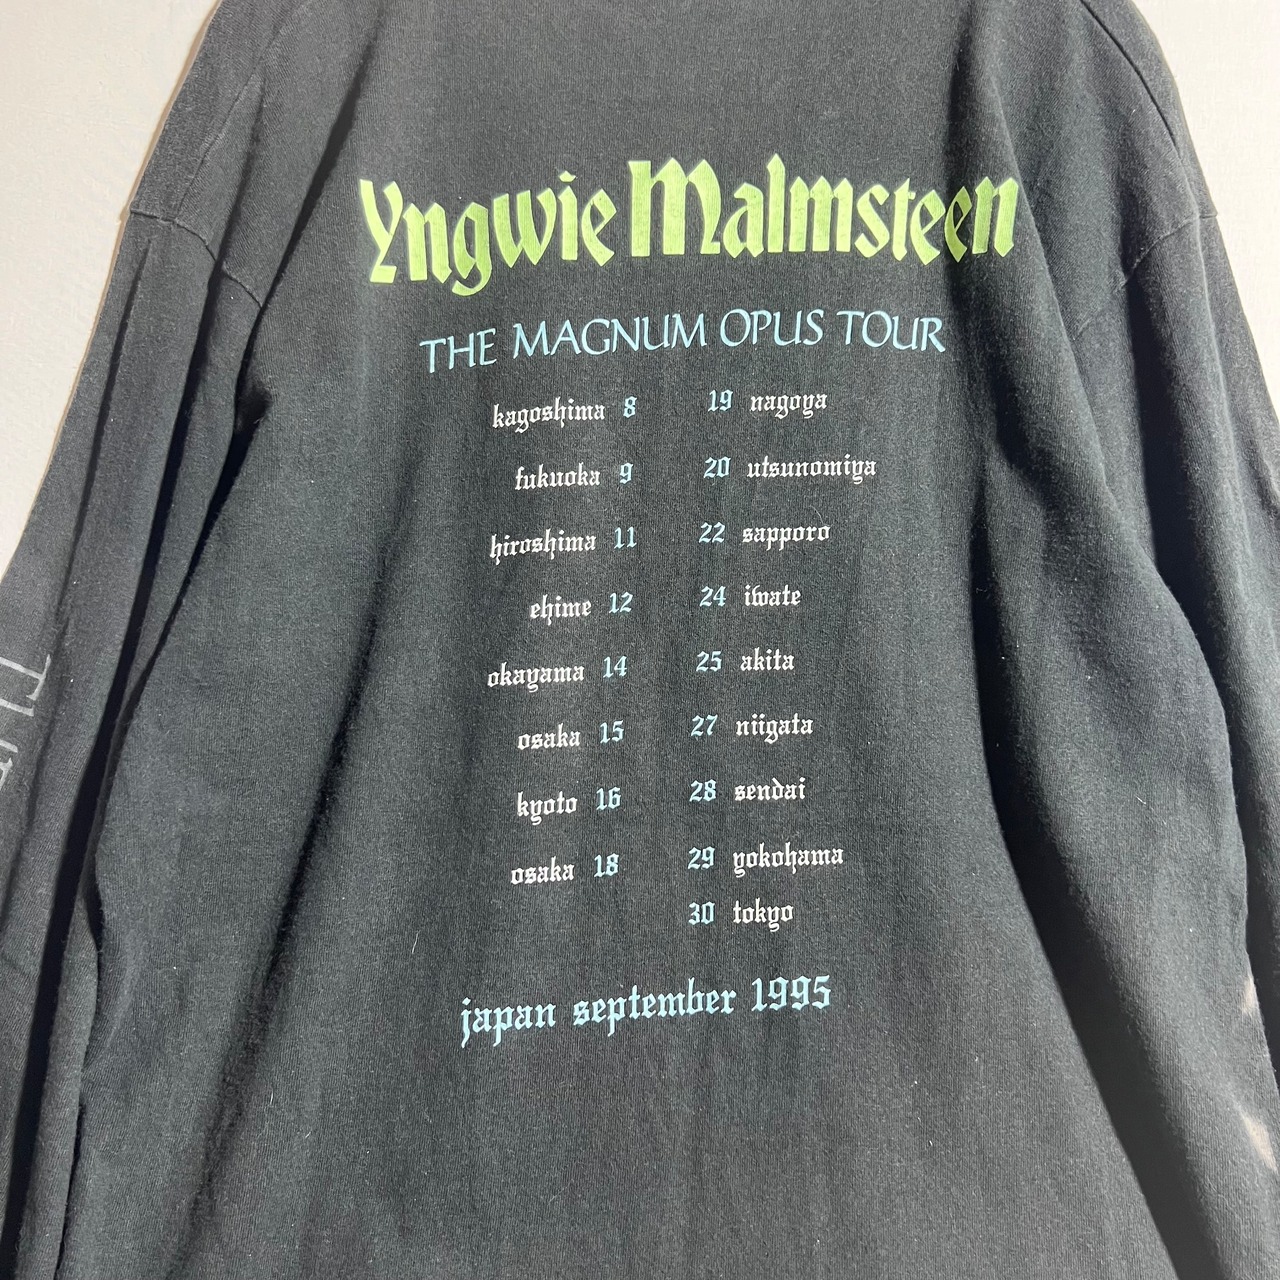 Yngwie Malmsteen
THE MAGNUM OPUS TOUR
kagoshima 8
fukuoka 9
hiroshima 11
ehime 12
okayama 14
osaka 15
kyoto 16
osaka 18
19 nagoya
20 utsunomiya
22 sapporo
24 iwate
25 akita
27 niigata
28 sendai
29 yokohama
30 tokyo
japan september 1995